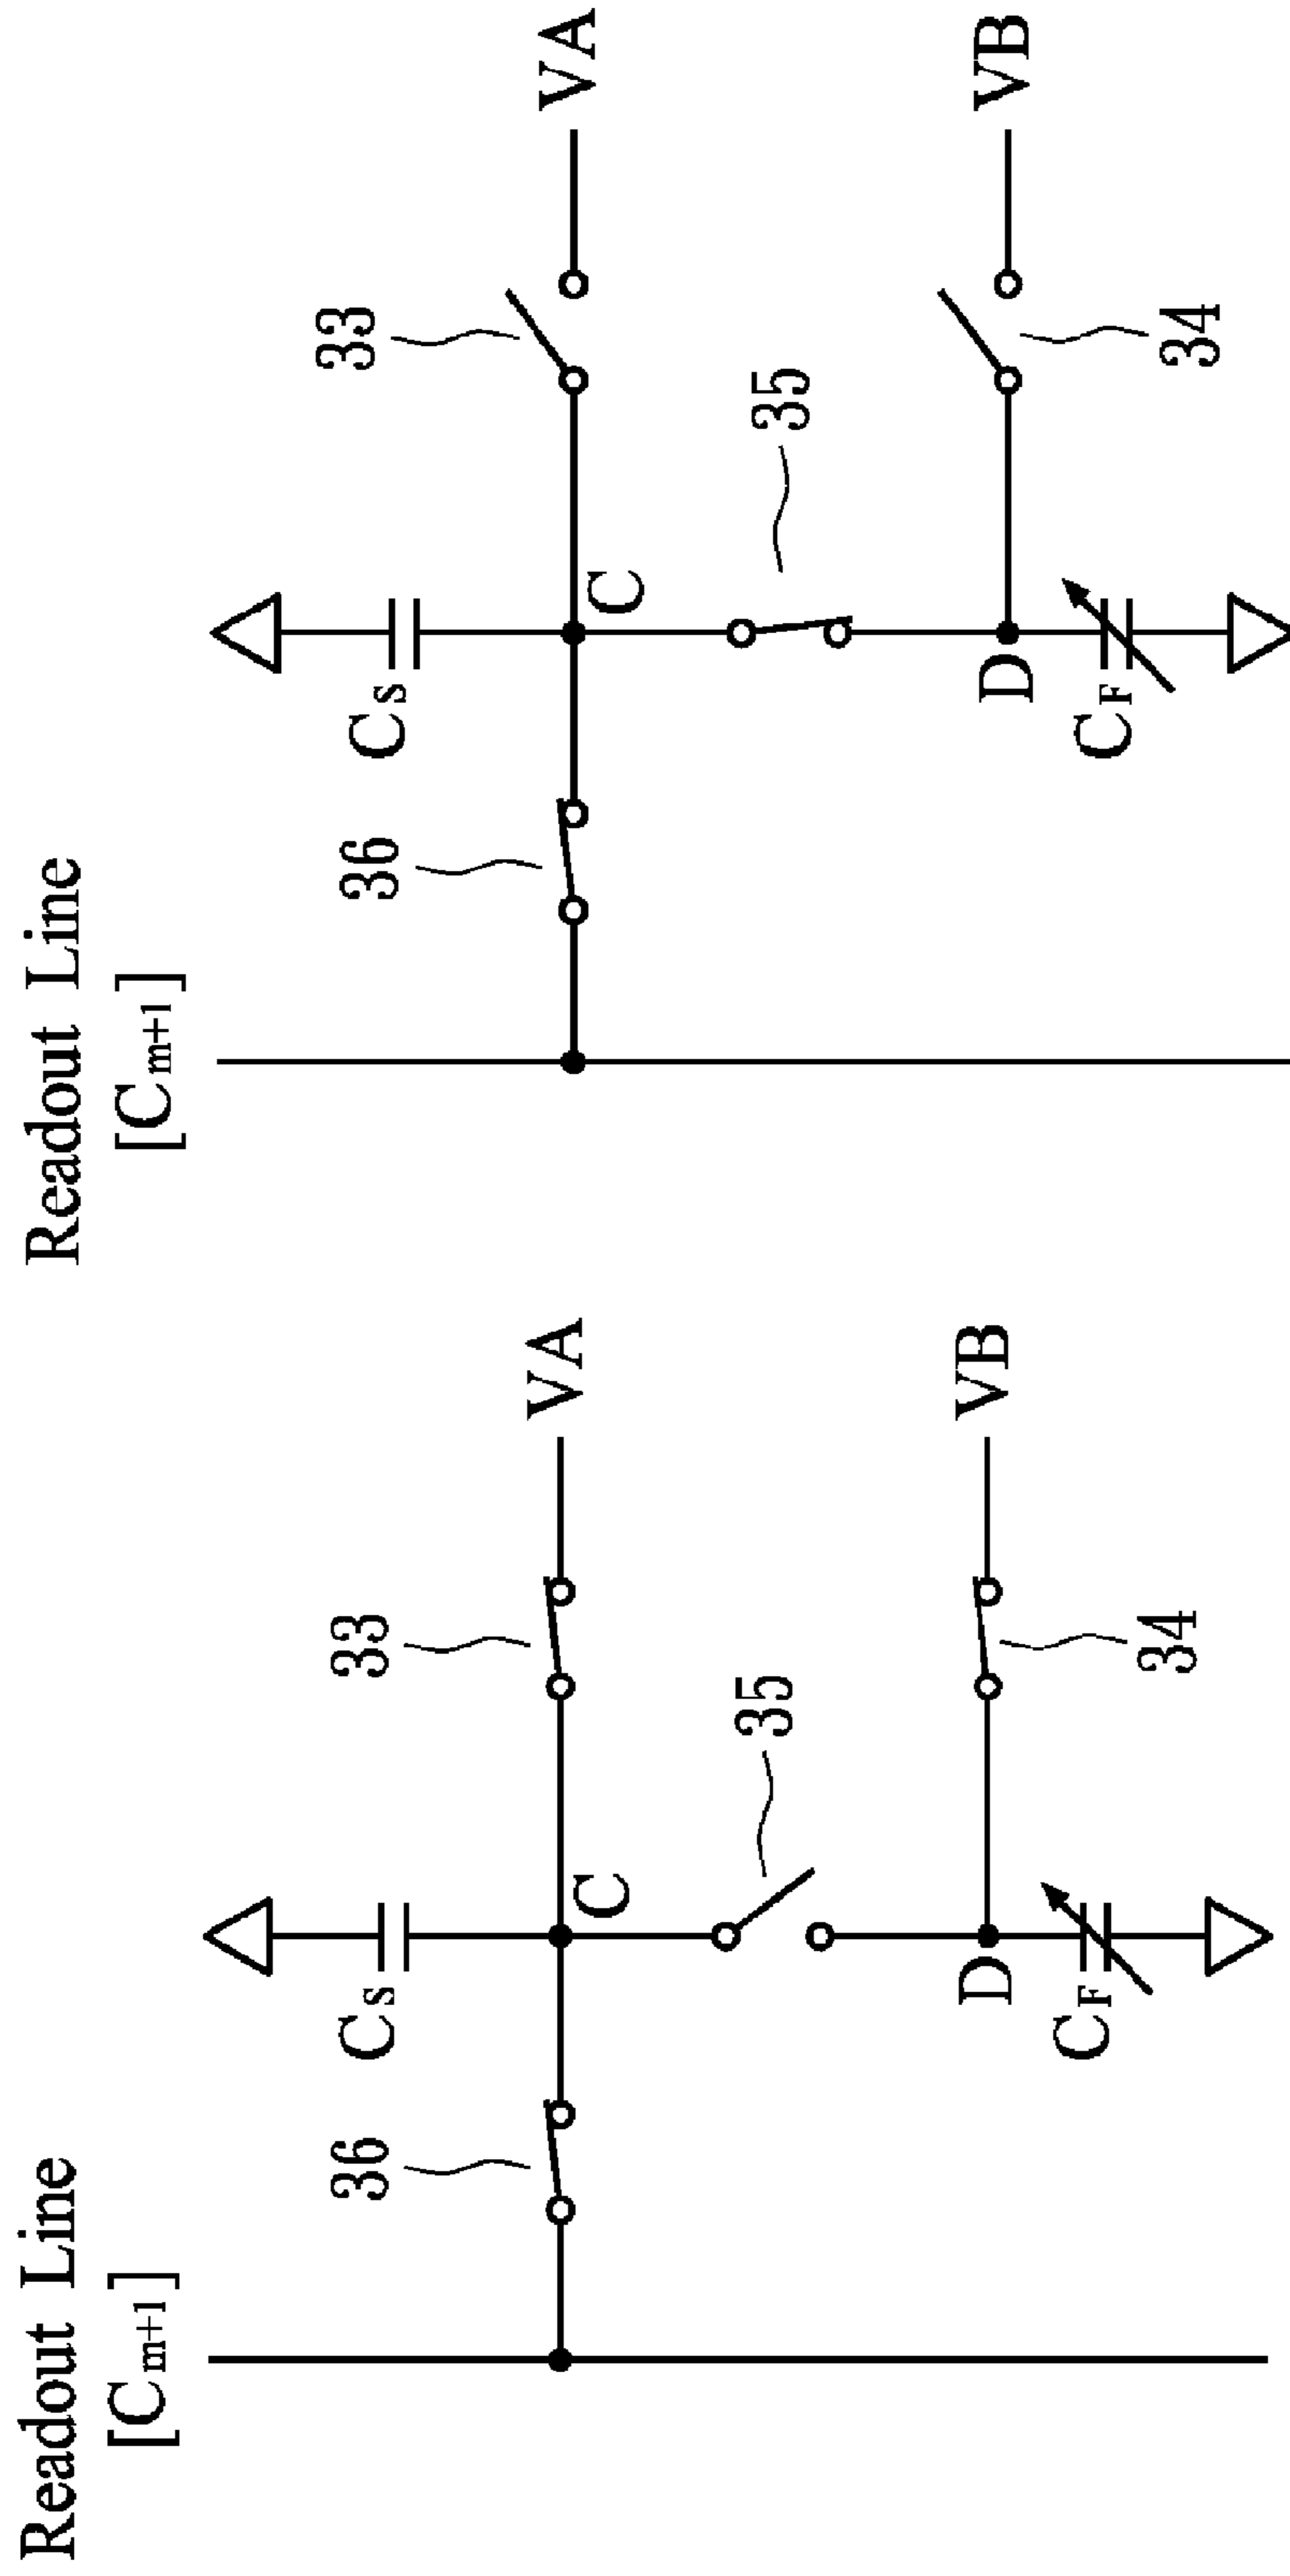 Readout Line
[Cm+1]
36
Cs
C
33
VA
35
D
CF
34
VB
Readout Line
[Cm+1]
36
Cs
C
33
VA
35
D
CF
34
VB